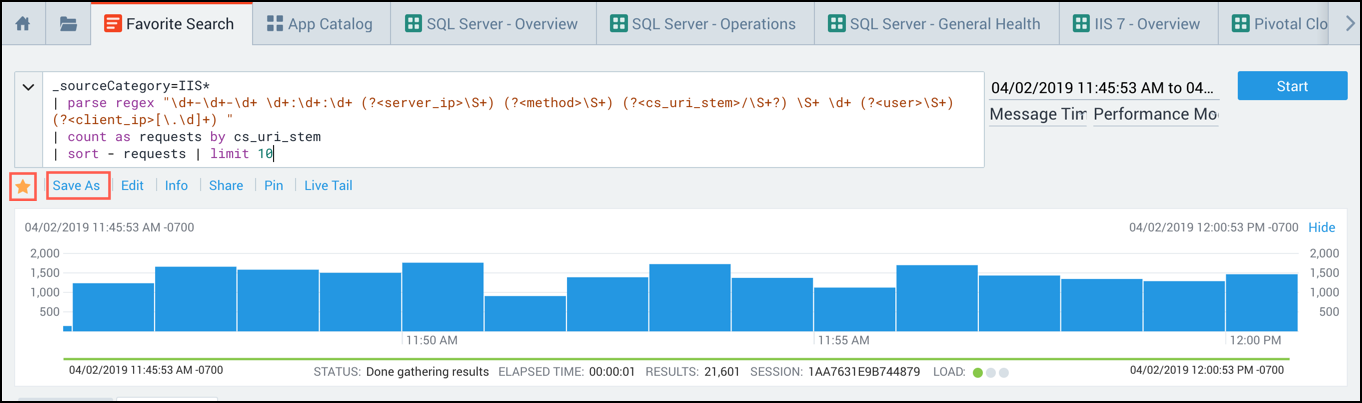 Favorite Search
App Catalog
SQL Server - Overview
SQL Server - Operations
SQL Server - General Health
IIS 7 - Overview
Pivotal Clo
_sourceCategory=IIS*
| parse regex "\d+-\d+-\d+ \d+:\d+:\d+ (?<server_ip>\S+) (?<method>\S+) (?<cs_uri_stem>/\S+?) \S+ \d+ (?<user>\S+)
(?<client_ip>[\.\d]+) "
| count as requests by cs_uri_stem
| sort - requests | limit 10
04/02/2019 11:45:53 AM to 04...
Start
Message Tim
Performance Mo
Save As
Edit
Info
Share
Pin
Live Tail
04/02/2019 11:45:53 AM -0700
04/02/2019 12:00:53 PM -0700
Hide
2,000
1,500
1,000
500
2,000
1,500
1,000
500
11:50 AM
11:55 AM
12:00 PM
04/02/2019 11:45:53 AM -0700
STATUS: Done gathering results
ELAPSED TIME: 00:00:01
RESULTS: 21,601
SESSION: 1AA7631E9B744879
LOAD:
04/02/2019 12:00:53 PM -0700